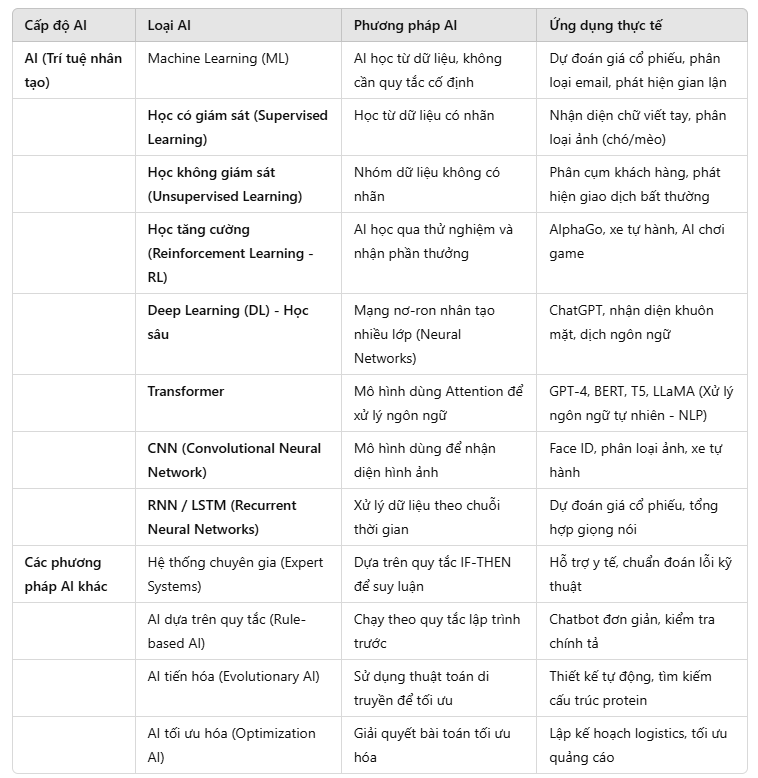 Cấp độ AI Loại AI Phương pháp AI Ứng dụng thực tế
AI (Trí tuệ nhân Machine Learning (ML) AI học từ dữ liệu, không Dự đoán giá cổ phiếu, phân
tạo) cần quy tắc cố định loại email, phát hiện gian lận
Học có giám sát (Supervised Học từ dữ liệu có nhãn Nhận diện chữ viết tay, phân
Learning) loại ảnh (chó/mèo)
Học không giám sát Nhóm dữ liệu không có Phân cụm khách hàng, phát
(Unsupervised Learning) nhãn hiện giao dịch bất thường
Học tăng cường AI học qua thử nghiệm và AlphaGo, xe tự hành, AI chơi
(Reinforcement Learning - nhận phần thưởng game
RL)
Deep Learning (DL) - Học Mạng nơ-ron nhân tạo ChatGPT, nhận diện khuôn
sâu nhiều lớp (Neural mặt, dịch ngôn ngữ
Networks)
Transformer Mô hình dùng Attention để GPT-4, BERT, T5, LLaMA (Xử lý
xử lý ngôn ngữ ngôn ngữ tự nhiên - NLP)
CNN (Convolutional Neural Mô hình dùng để nhận Face ID, phân loại ảnh, xe tự
Network) diện hình ảnh hành
RNN / LSTM (Recurrent Xử lý dữ liệu theo chuỗi Dự đoán giá cổ phiếu, tổng
Neural Networks) thời gian hợp giọng nói
Các phương Hệ thống chuyên gia (Expert Dựa trên quy tắc IF-THEN Hỗ trợ y tế, chuẩn đoán lỗi kỹ
pháp AI khác Systems) để suy luận thuật
AI dựa trên quy tắc (Rule- Chạy theo quy tắc lập trình Chatbot đơn giản, kiểm tra
based AI) trước chính tả
AI tiến hóa (Evolutionary AI) Sử dụng thuật toán di Thiết kế tự động, tìm kiếm
truyền để tối ưu cấu trúc protein
AI tối ưu hóa (Optimization Giải quyết bài toán tối ưu Lập kế hoạch logistics, tối ưu
AI) hóa quảng cáo